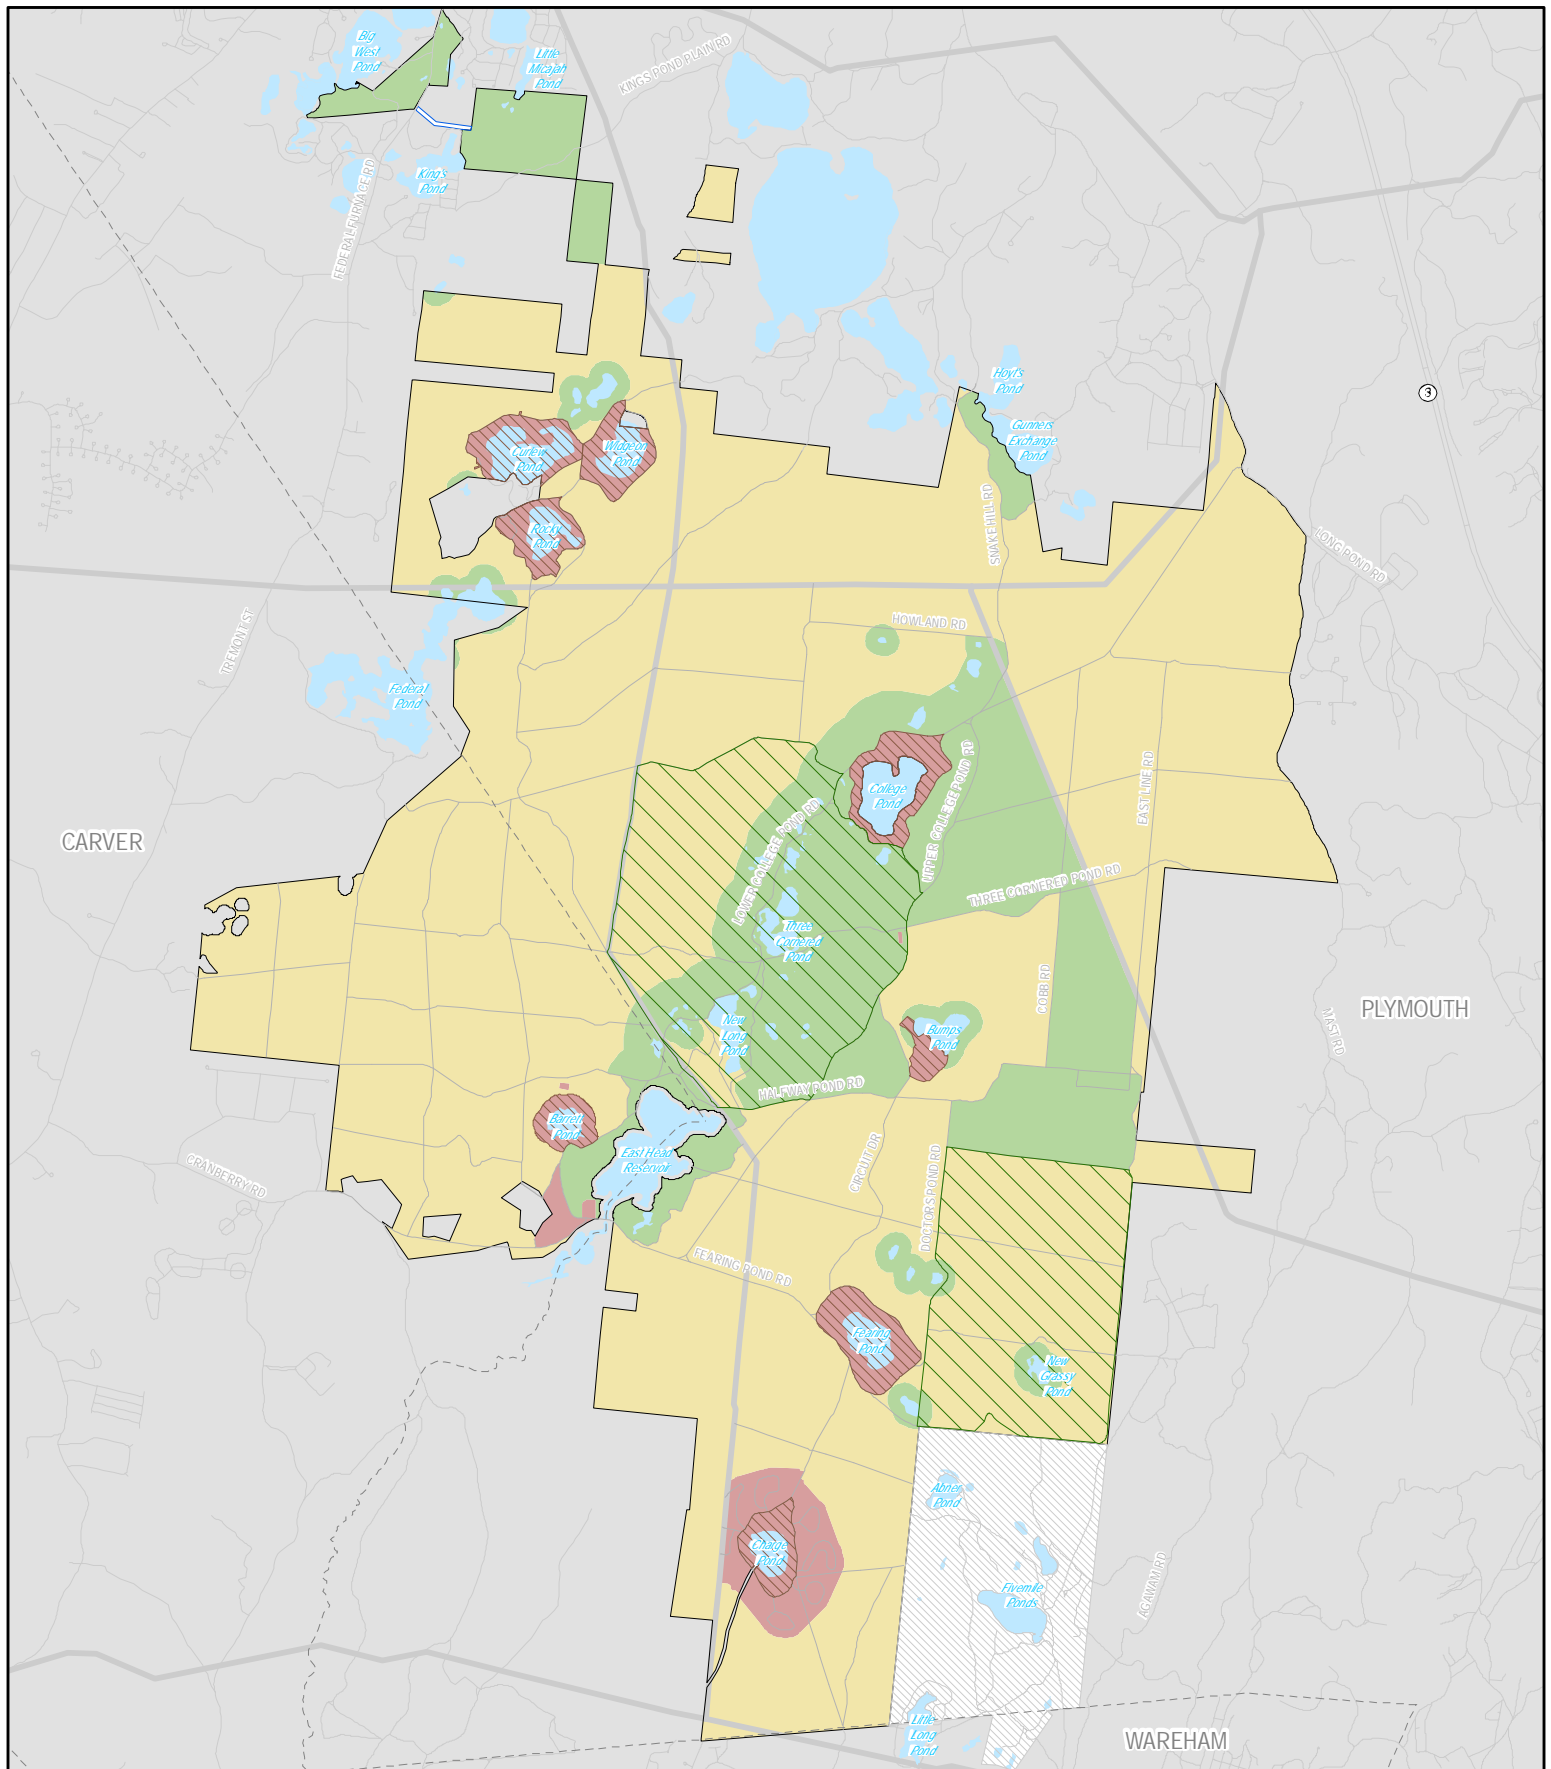 Big
West
Pond
Little
Micajah
Pond
KINGS POND PLAIN RD
King's
Pond
FEDERAL FURNACE RD
Hoyt's
Pond
3
Gunners
Exchange
Pond
Curlew
Pond
Widgeon
Pond
Rocky
Pond
SNAKE HILL RD
LONG POND RD
TREMONT ST
HOWLAND RD
Federal
Pond
College
Pond
LOWER COLLEGE POND RD
UPPER COLLEGE POND RD
EAST LINE RD
CARVER
THREE CORNERED POND RD
Three
Cornered
Pond
COBB RD
PLYMOUTH
MAST RD
New
Long
Pond
Bumps
Pond
HALFWAY POND RD
Barrett
Pond
East Head
Reservoir
CIRCUIT DR
DOCTORS POND RD
CRANBERRY RD
FEARING POND RD
Fearing
Pond
New
Grassy
Pond
Abner
Pond
Charge
Pond
Fivemile
Ponds
AGAWAM RD
Little
Long
Pond
WAREHAM